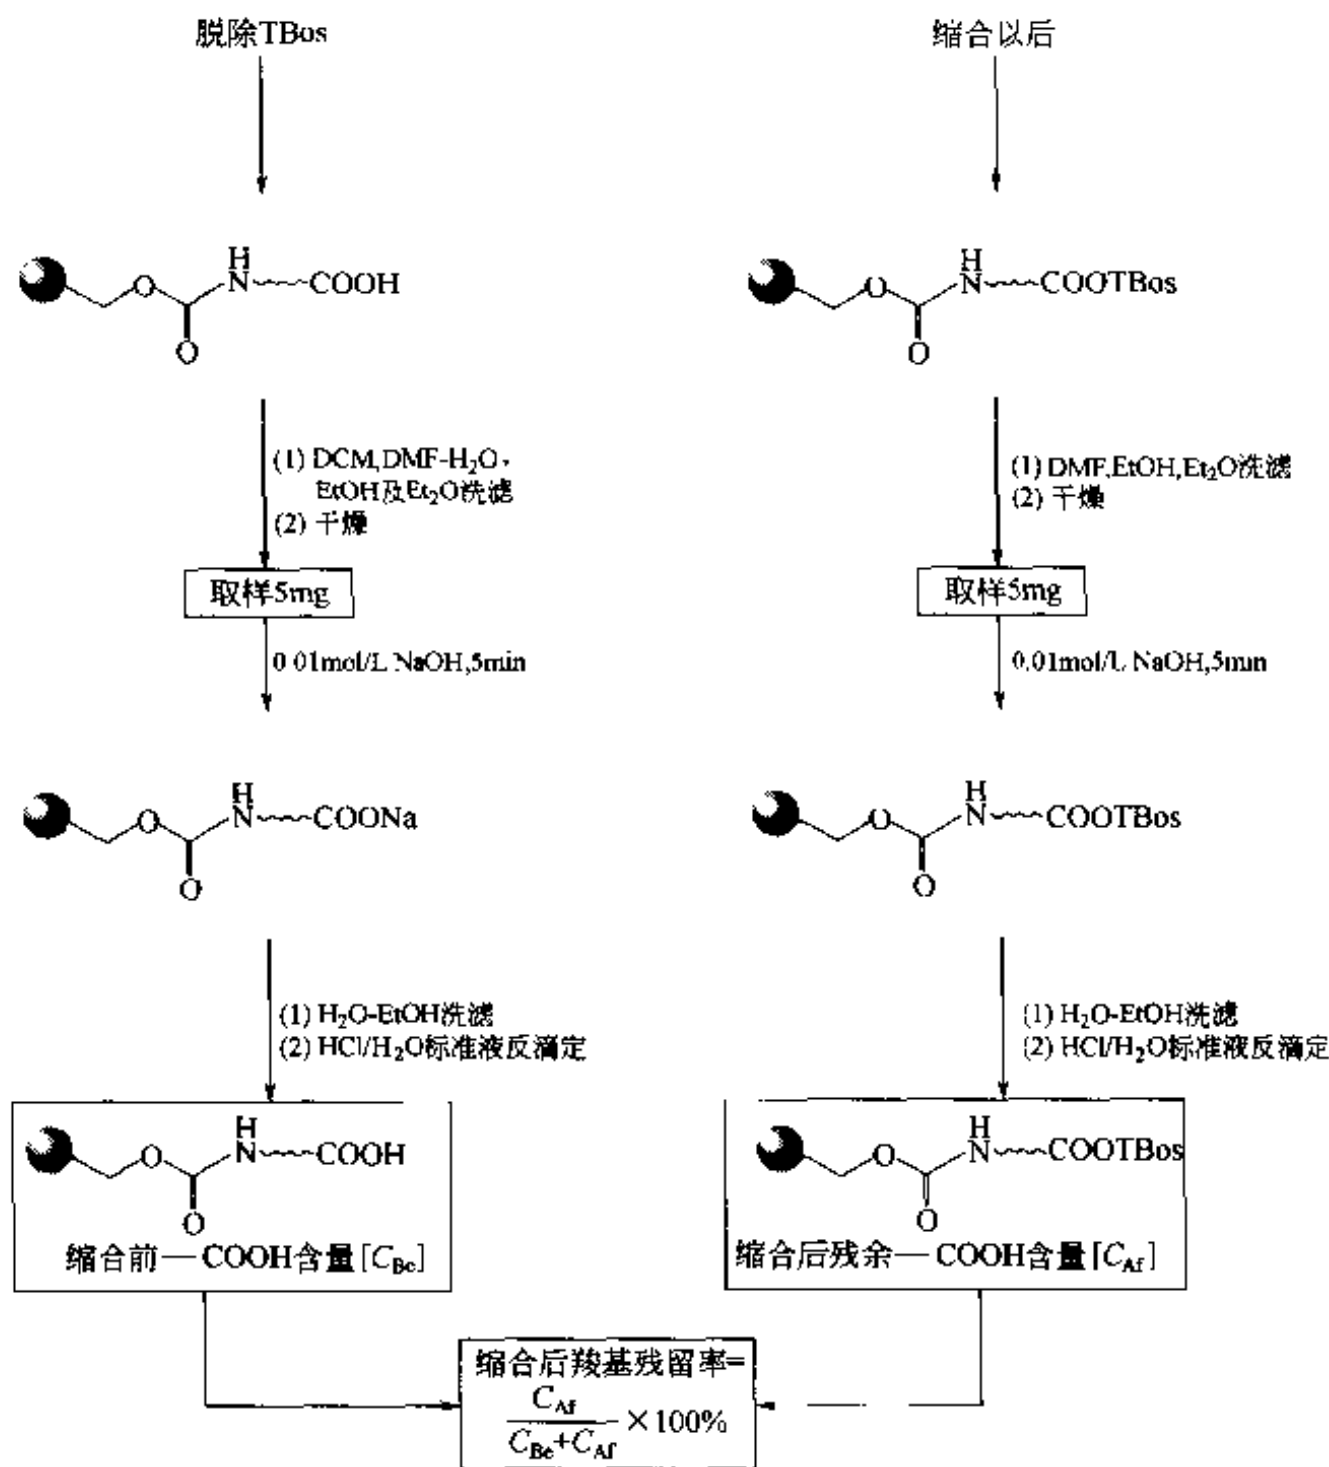 脱除TBos
缩合以后
H
N
COOH
O
O
H
N
COOTBos
O
O
(1) DCM,DMF-H₂O,
EtOH及Et₂O洗滤
(2) 干燥
(1) DMF,EtOH,Et₂O洗滤
(2) 干燥
取样5mg
取样5mg
0 01mol/L NaOH,5min
0.01mol/L NaOH,5min
H
N
COONa
O
O
H
N
COOTBos
O
O
(1) H₂O-EtOH洗滤
(2) HCl/H₂O标准液反滴定
(1) H₂O-EtOH洗滤
(2) HCl/H₂O标准液反滴定
H
N
COOH
O
O
缩合前—COOH含量[C_Be]
H
N
COOTBos
O
O
缩合后残余—COOH含量[C_Af]
缩合后羧基残留率=
C_Af
×100%
C_Be+C_Af